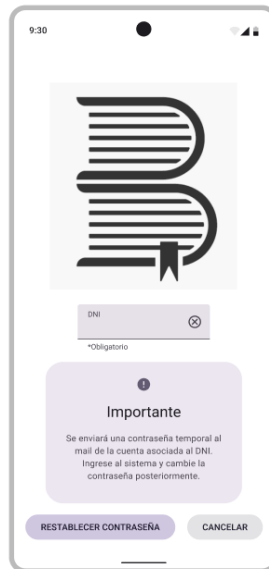 9:30
DNI
*Obligatorio
Importante
Se enviará una contraseña temporal al
mail de la cuenta asociada al DNI.
Ingrese al sistema y cambie la
contraseña posteriormente.
RESTABLECER CONTRASEÑA CANCELAR